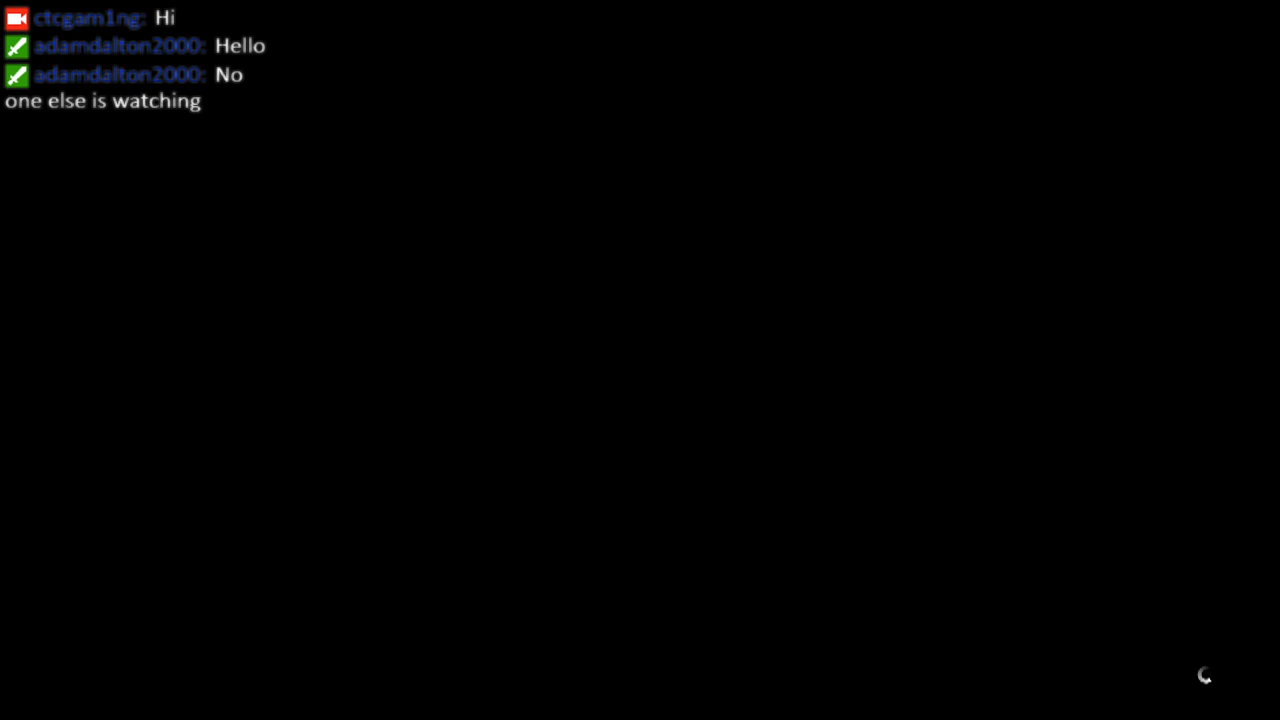 ctcgam1ng: Hi
adamdalton2000: Hello
adamdalton2000: No
one else is watching